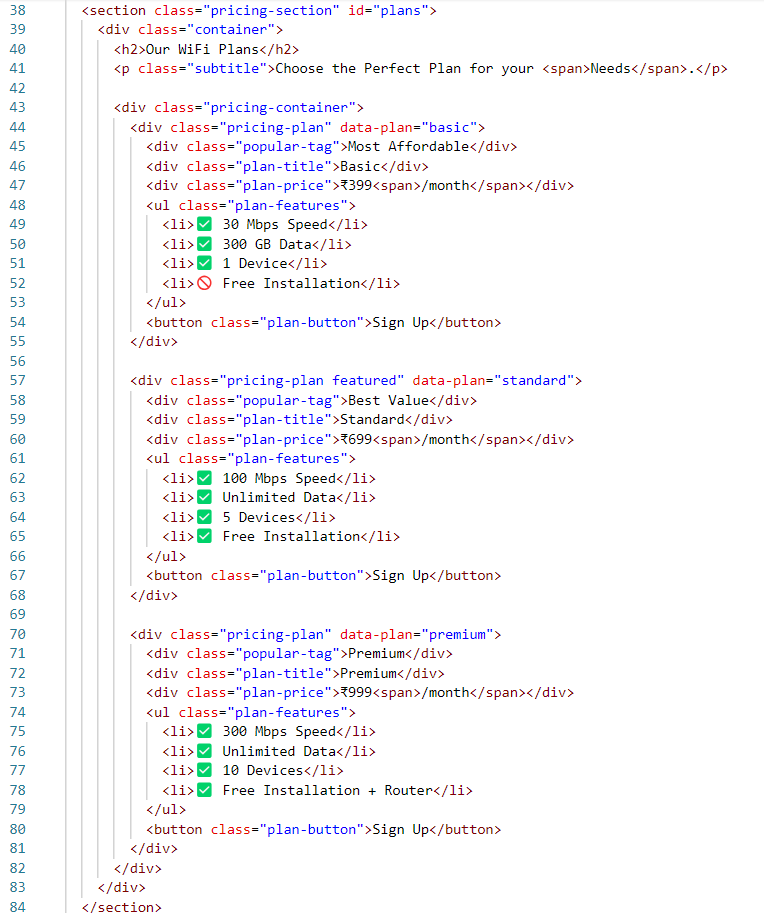 38 <section class="pricing-section" id="plans">
39 <div class="container">
40 <h2>Our WiFi Plans</h2>
41 <p class="subtitle">Choose the Perfect Plan for your <span>Needs</span>.</p>
42
43 <div class="pricing-container">
44 <div class="pricing-plan" data-plan="basic">
45 <div class="popular-tag">Most Affordable</div>
46 <div class="plan-title">Basic</div>
47 <div class="plan-price">₹399<span>/month</span></div>
48 <ul class="plan-features">
49 <li>✅ 30 Mbps Speed</li>
50 <li>✅ 300 GB Data</li>
51 <li>✅ 1 Device</li>
52 <li>🚫 Free Installation</li>
53 </ul>
54 <button class="plan-button">Sign Up</button>
55 </div>
56
57 <div class="pricing-plan featured" data-plan="standard">
58 <div class="popular-tag">Best Value</div>
59 <div class="plan-title">Standard</div>
60 <div class="plan-price">₹699<span>/month</span></div>
61 <ul class="plan-features">
62 <li>✅ 100 Mbps Speed</li>
63 <li>✅ Unlimited Data</li>
64 <li>✅ 5 Devices</li>
65 <li>✅ Free Installation</li>
66 </ul>
67 <button class="plan-button">Sign Up</button>
68 </div>
69
70 <div class="pricing-plan" data-plan="premium">
71 <div class="popular-tag">Premium</div>
72 <div class="plan-title">Premium</div>
73 <div class="plan-price">₹999<span>/month</span></div>
74 <ul class="plan-features">
75 <li>✅ 300 Mbps Speed</li>
76 <li>✅ Unlimited Data</li>
77 <li>✅ 10 Devices</li>
78 <li>✅ Free Installation + Router</li>
79 </ul>
80 <button class="plan-button">Sign Up</button>
81 </div>
82 </div>
83 </div>
84 </section>